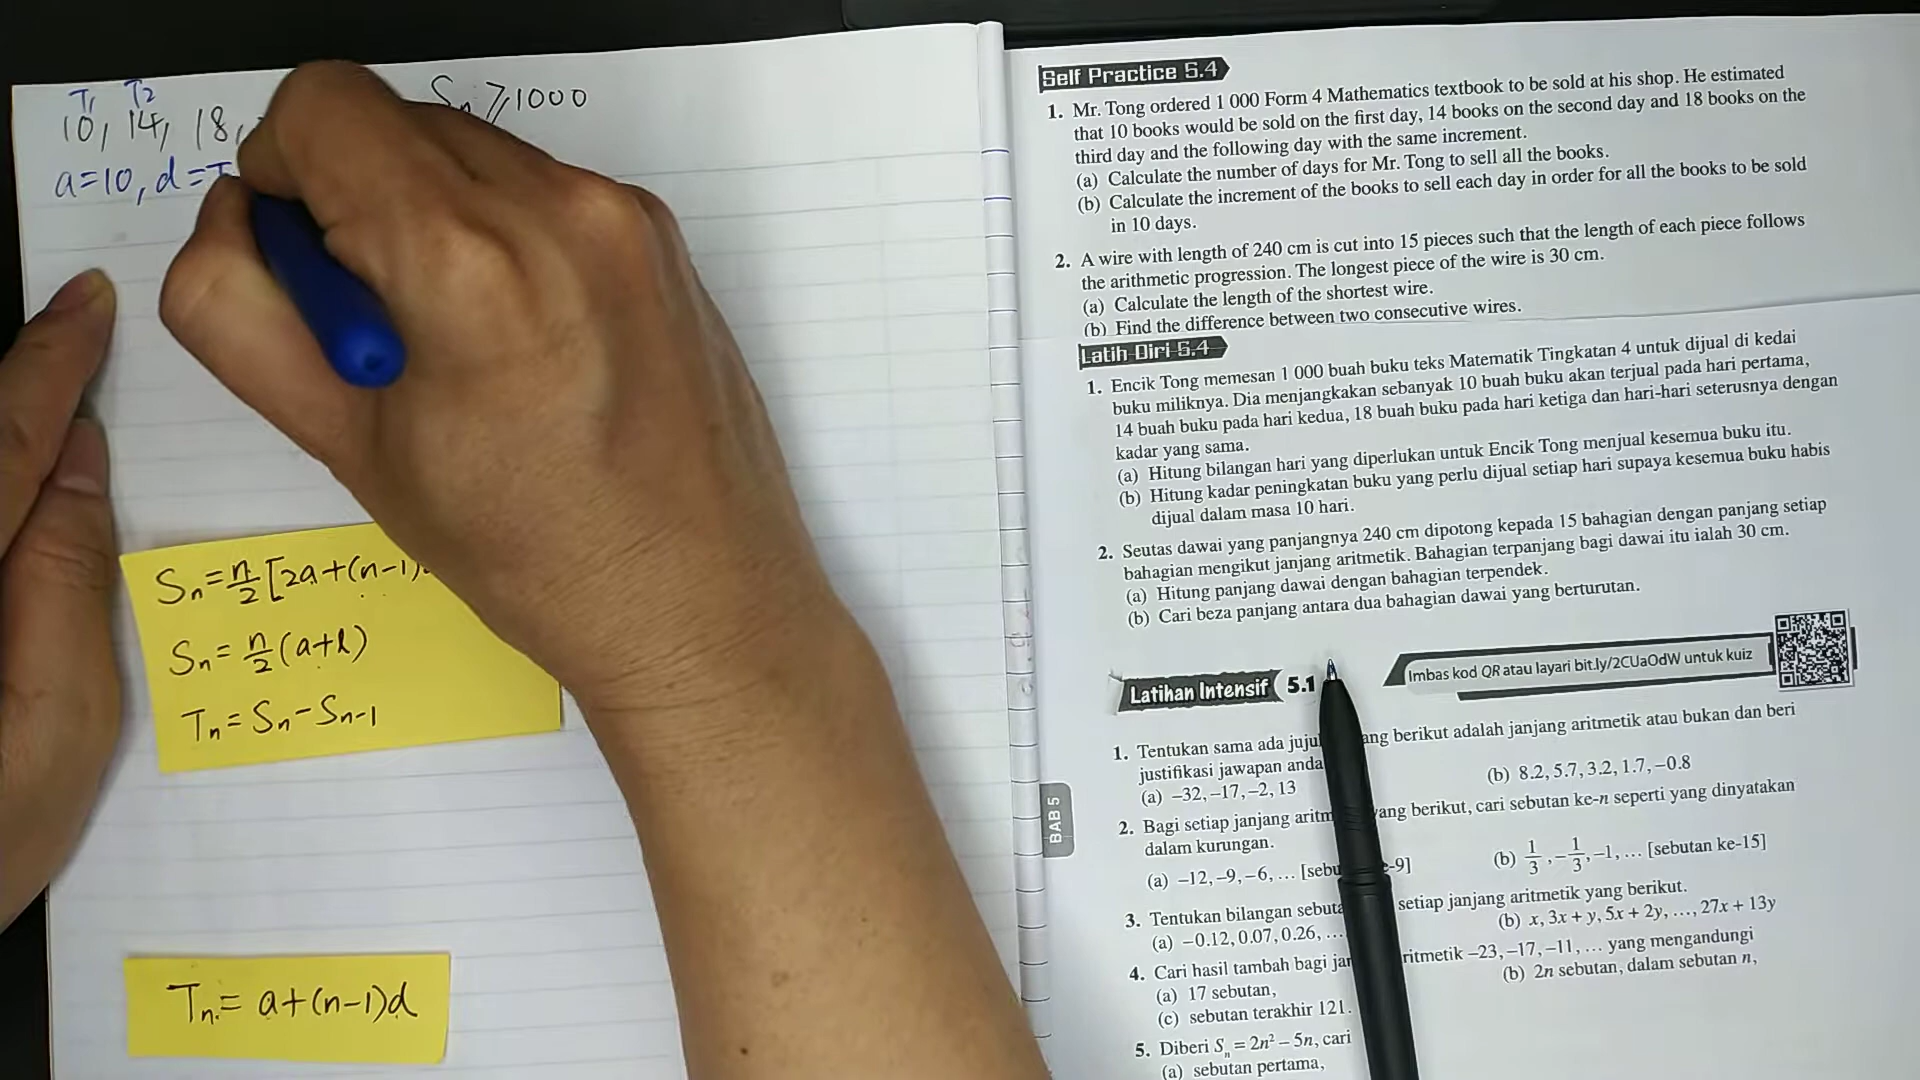 T₁ T₂
10, 14, 18,
Sₙ ⩾ 1000
a=10, d=T
Sₙ = n/2 [2a+(n-1)
Sₙ = n/2 (a+l)
Tₙ = Sₙ - Sₙ₋₁
Tₙ = a+(n-1)d
Self Practice 5.4
1. Mr. Tong ordered 1 000 Form 4 Mathematics textbook to be sold at his shop. He estimated
that 10 books would be sold on the first day, 14 books on the second day and 18 books on the
third day and the following day with the same increment.
(a) Calculate the number of days for Mr. Tong to sell all the books.
(b) Calculate the increment of the books to sell each day in order for all the books to be sold
in 10 days.
2. A wire with length of 240 cm is cut into 15 pieces such that the length of each piece follows
the arithmetic progression. The longest piece of the wire is 30 cm.
(a) Calculate the length of the shortest wire.
(b) Find the difference between two consecutive wires.
Latih Diri 5.4
1. Encik Tong memesan 1 000 buah buku teks Matematik Tingkatan 4 untuk dijual di kedai
buku miliknya. Dia menjangkakan sebanyak 10 buah buku akan terjual pada hari pertama,
14 buah buku pada hari kedua, 18 buah buku pada hari ketiga dan hari-hari seterusnya dengan
kadar yang sama.
(a) Hitung bilangan hari yang diperlukan untuk Encik Tong menjual kesemua buku itu.
(b) Hitung kadar peningkatan buku yang perlu dijual setiap hari supaya kesemua buku habis
dijual dalam masa 10 hari.
2. Seutas dawai yang panjangnya 240 cm dipotong kepada 15 bahagian dengan panjang setiap
bahagian mengikut janjang aritmetik. Bahagian terpanjang bagi dawai itu ialah 30 cm.
(a) Hitung panjang dawai dengan bahagian terpendek.
(b) Cari beza panjang antara dua bahagian dawai yang berturutan.
Latihan Intensif 5.1
Imbas kod QR atau layari bit.ly/2CUaOdW untuk kuiz
1. Tentukan sama ada juju ang berikut adalah janjang aritmetik atau bukan dan beri
justifikasi jawapan anda
(a) –32, –17, –2, 13 (b) 8.2, 5.7, 3.2, 1.7, –0.8
2. Bagi setiap janjang aritm yang berikut, cari sebutan ke-n seperti yang dinyatakan
dalam kurungan.
(a) –12, –9, –6, … [sebu e-9] (b) 1/3, –1/3, –1, … [sebutan ke-15]
3. Tentukan bilangan sebuta setiap janjang aritmetik yang berikut.
(a) –0.12, 0.07, 0.26, … (b) x, 3x + y, 5x + 2y, …, 27x + 13y
4. Cari hasil tambah bagi jan ritmetik –23, –17, –11, … yang mengandungi
(a) 17 sebutan, (b) 2n sebutan, dalam sebutan n,
(c) sebutan terakhir 121.
5. Diberi Sₙ = 2n² – 5n, cari
(a) sebutan pertama,
BAB 5